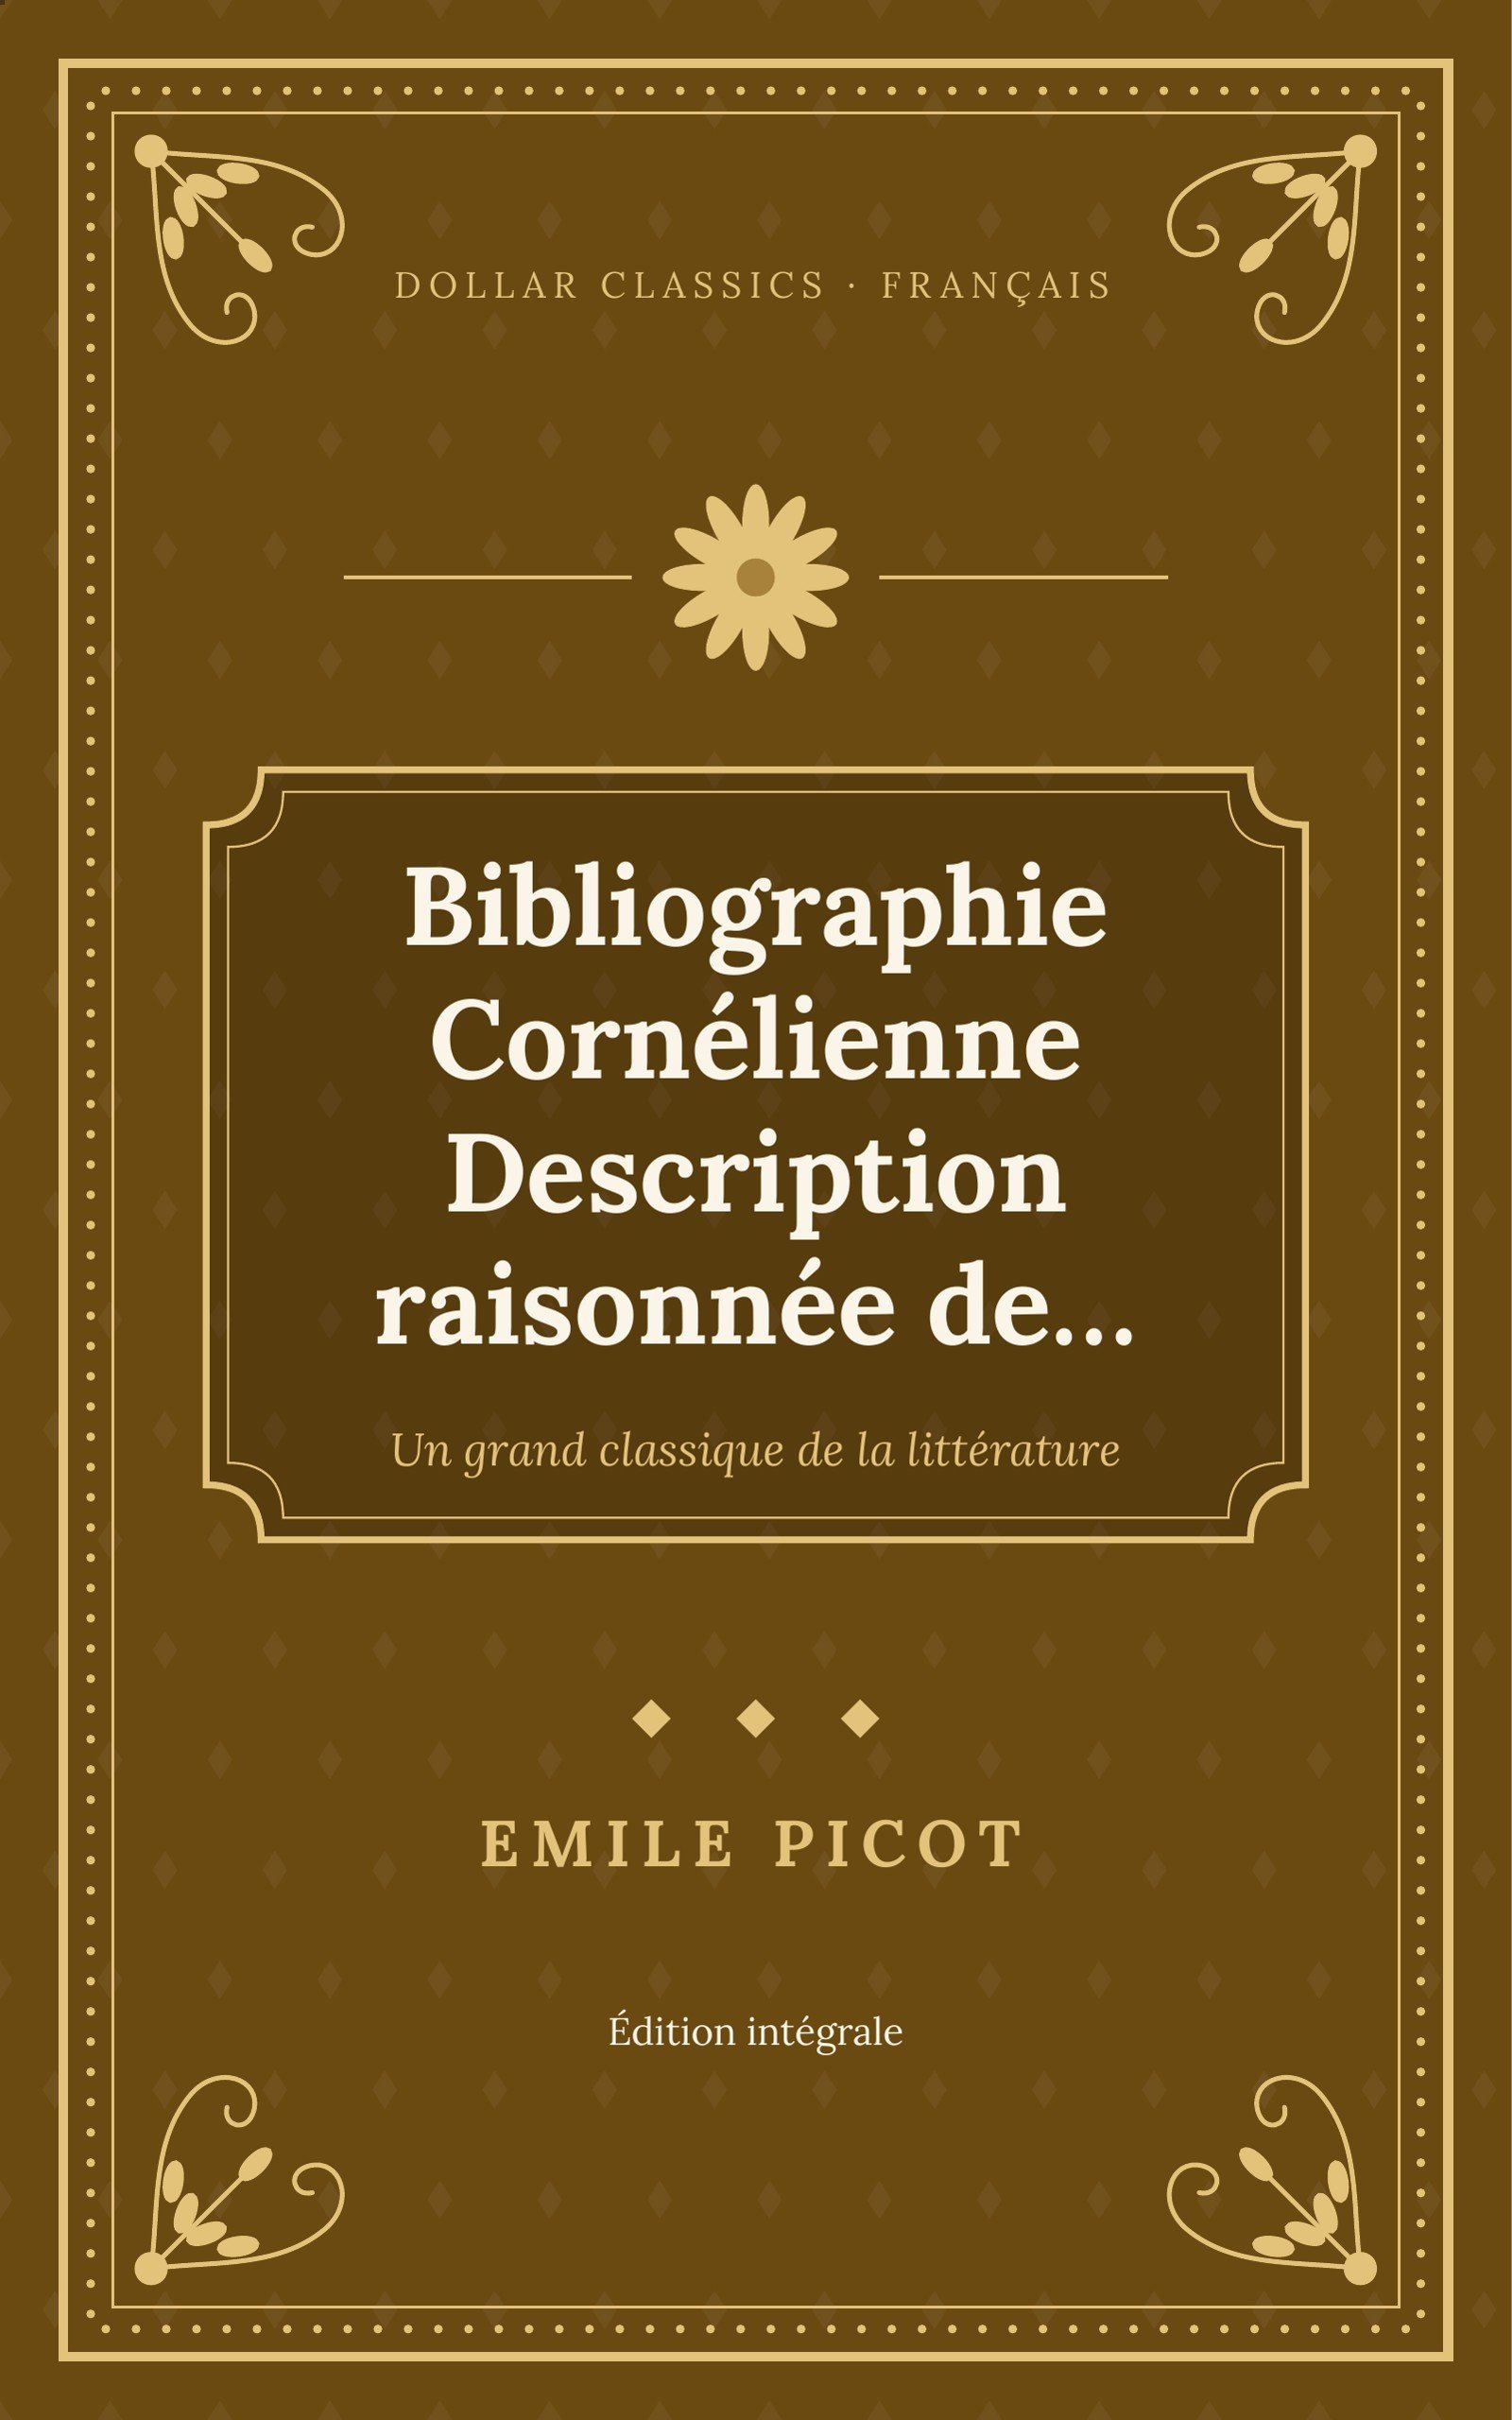 DOLLAR CLASSICS · FRANÇAIS
Bibliographie
Cornélienne
Description
raisonnée de...
Un grand classique de la littérature
EMILE PICOT
Édition intégrale